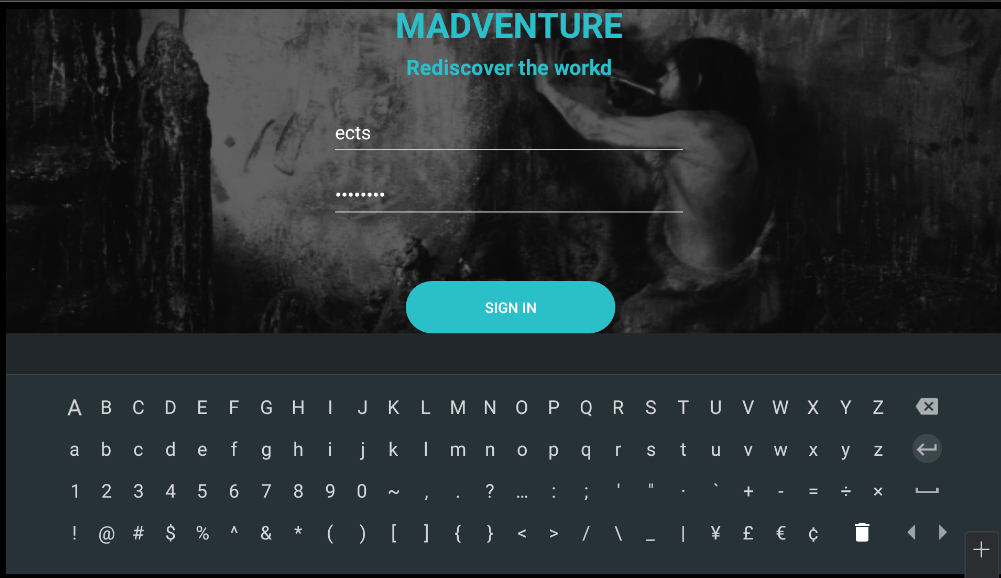 MADVENTURE
Rediscover the workd
ects
••••••••
SIGN IN
A B C D E F G H I J K L M N O P Q R S T U V W X Y Z
a b c d e f g h i j k l m n o p q r s t u v w x y z
1 2 3 4 5 6 7 8 9 0 ~ , . ? … : ; ' " · ` + - = ÷ ×
! @ # $ % ^ & * ( ) [ ] { } < > / \ _ | ¥ £ € ¢